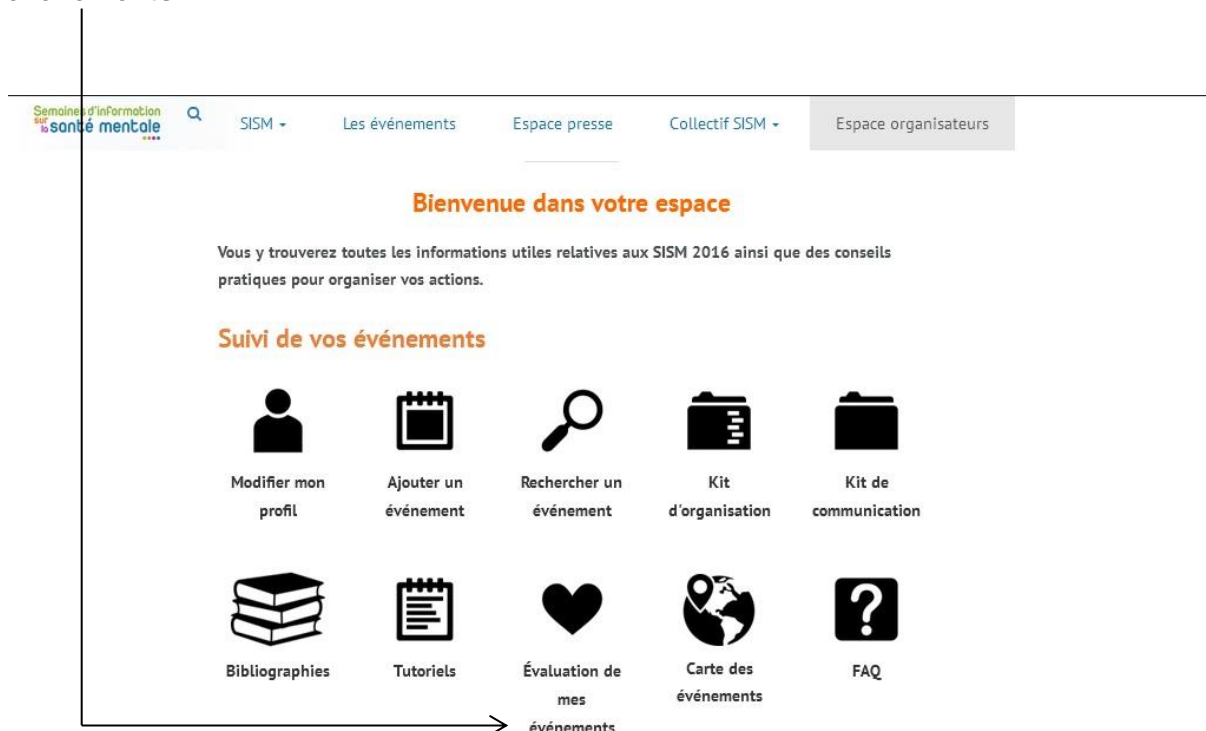 Semaines d'information
sur
la santé mentale
SISM
Les événements
Espace presse
Collectif SISM
Espace organisateurs
Bienvenue dans votre espace
Vous y trouverez toutes les informations utiles relatives aux SISM 2016 ainsi que des conseils
pratiques pour organiser vos actions.
Suivi de vos événements
Modifier mon
profil
Ajouter un
événement
Rechercher un
événement
Kit
d'organisation
Kit de
communication
Bibliographies
Tutoriels
Évaluation de
mes
événements
Carte des
événements
FAQ